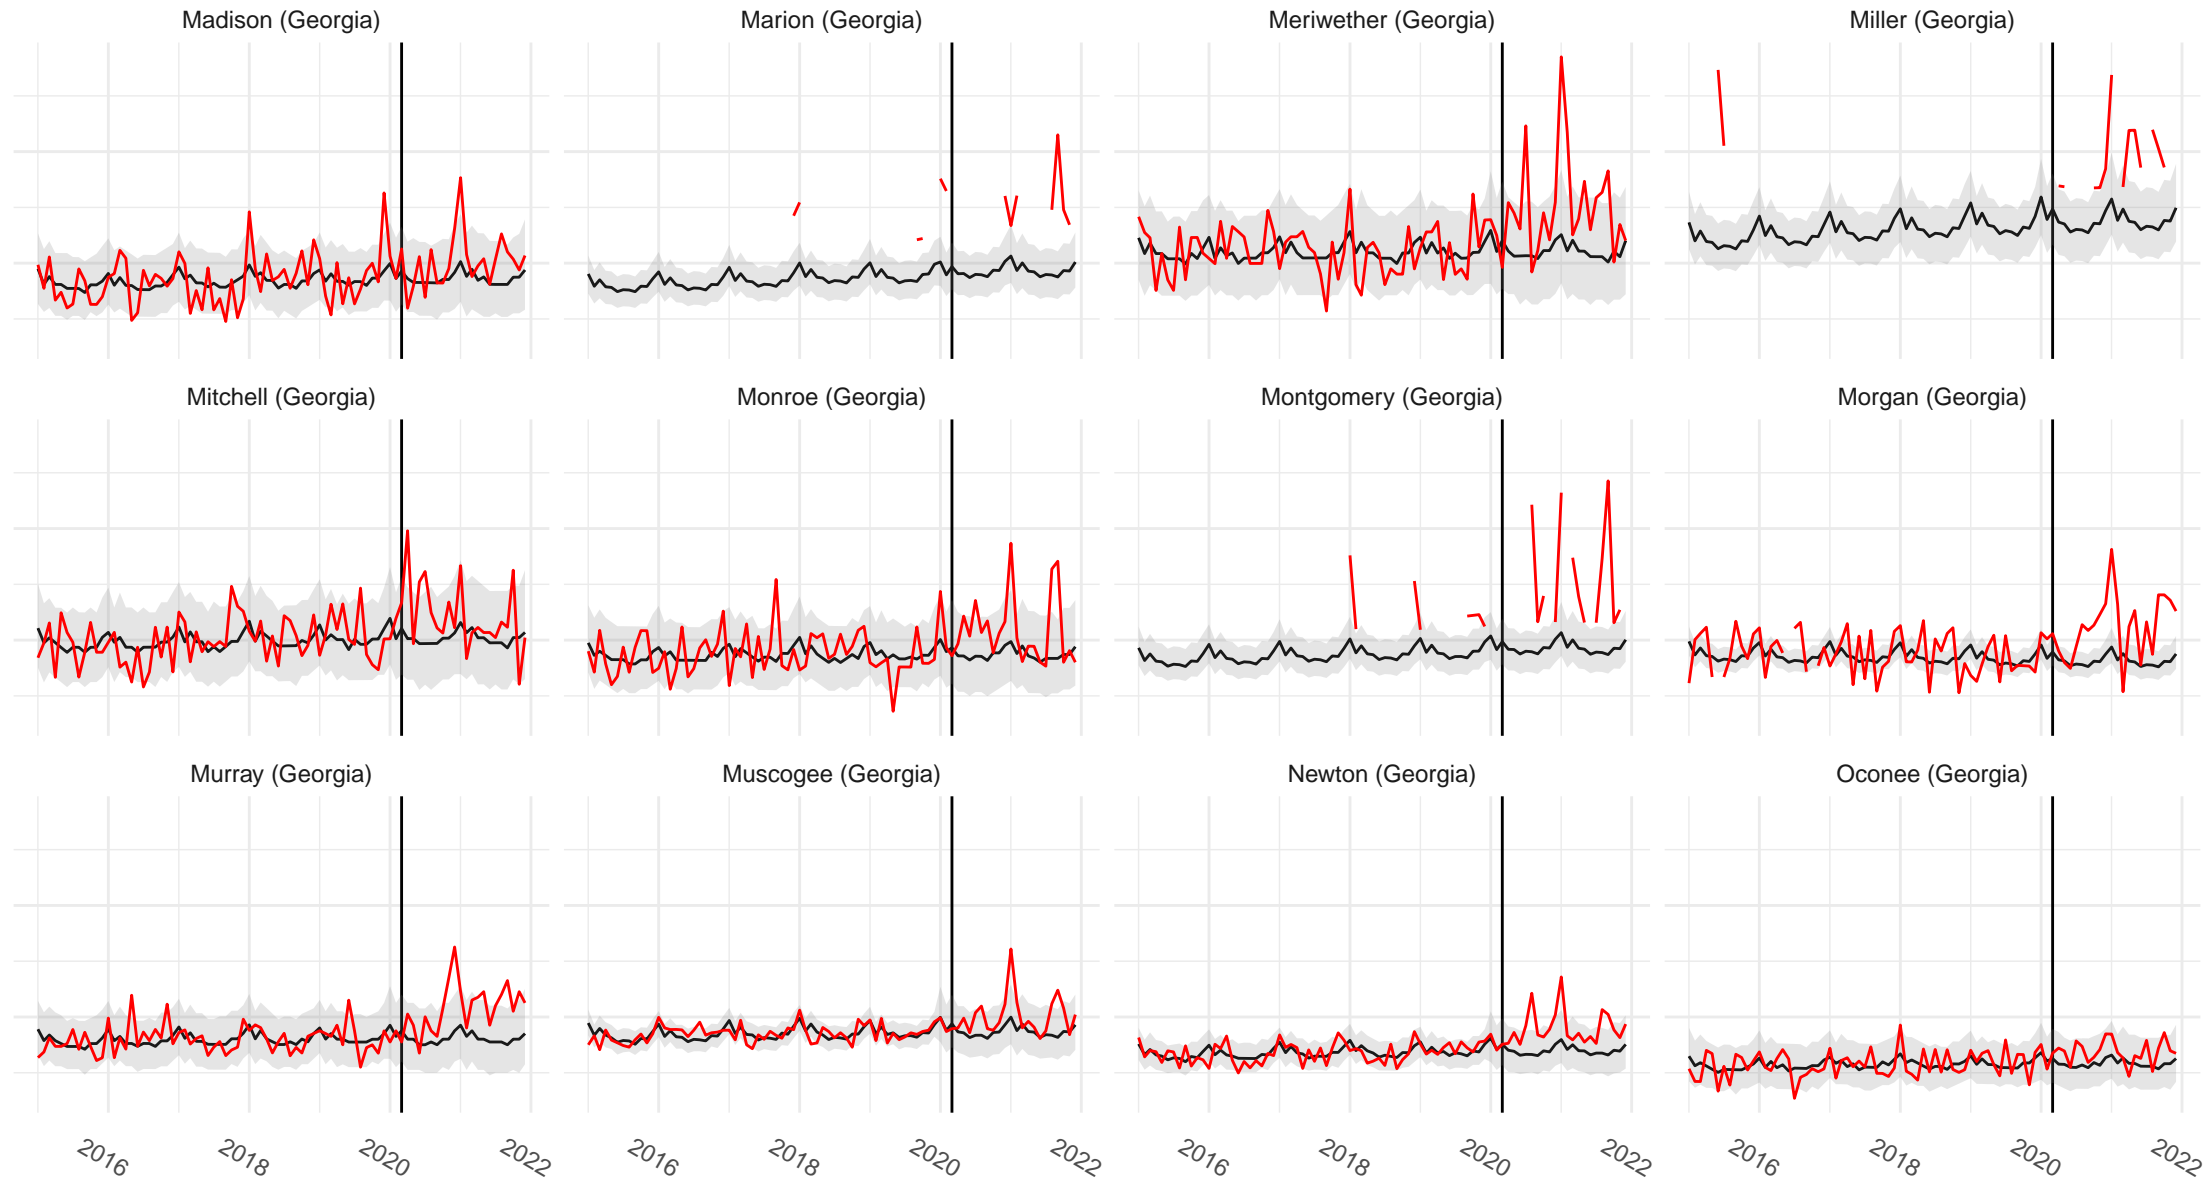 Madison (Georgia)
Marion (Georgia)
Meriwether (Georgia)
Miller (Georgia)
Mitchell (Georgia)
Monroe (Georgia)
Montgomery (Georgia)
Morgan (Georgia)
Murray (Georgia)
Muscogee (Georgia)
Newton (Georgia)
Oconee (Georgia)
2016 2018 2020 2022 2016 2018 2020 2022 2016 2018 2020 2022 2016 2018 2020 2022